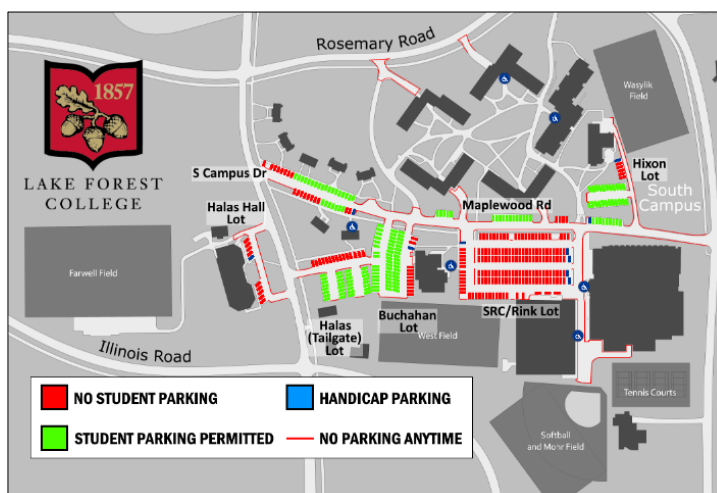 Rosemary Road
1857
Wasylik
Field
LAKE FOREST
COLLEGE
S Campus Dr
Hixon
Lot
South
Campus
Maplewood Rd
Halas Hall
Lot
Farwell Field
Buchahan
Lot
SRC/Rink Lot
Halas
(Tailgate)
Lot
West Field
Illinois Road
NO STUDENT PARKING
HANDICAP PARKING
STUDENT PARKING PERMITTED
NO PARKING ANYTIME
Tennis Courts
Softball
and Mohr Field